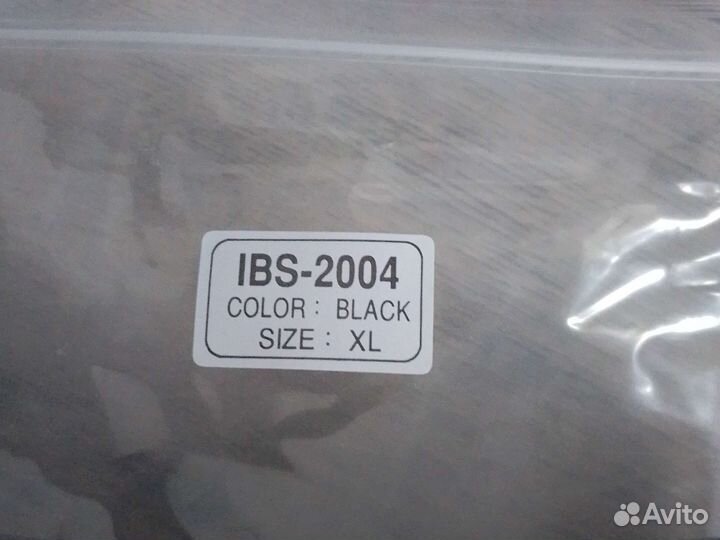 IBS-2004
COLOR : BLACK
SIZE : XL
Avito